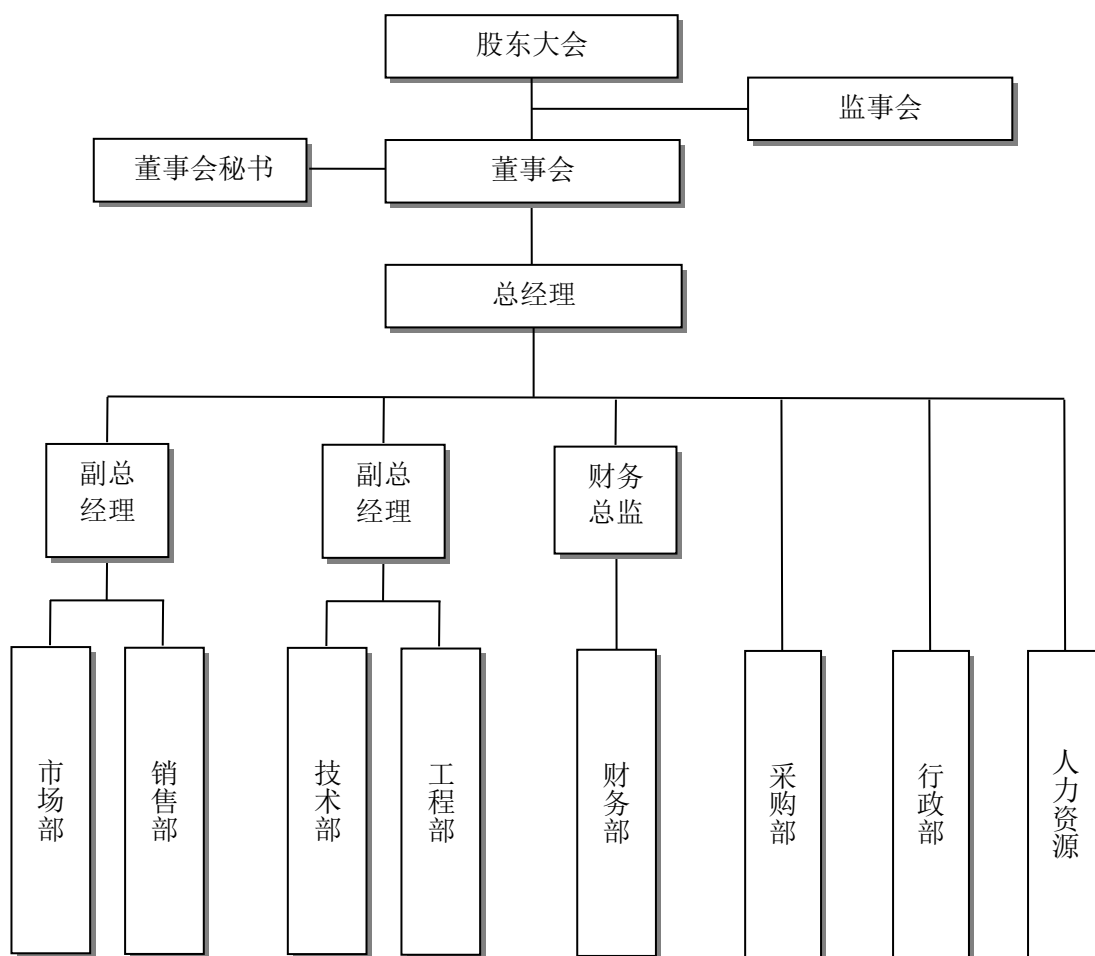 股东大会
监事会
董事会秘书
董事会
总经理
副总
经理
副总
经理
财务
总监
市场部
销售部
技术部
工程部
财务部
采购部
行政部
人力资源